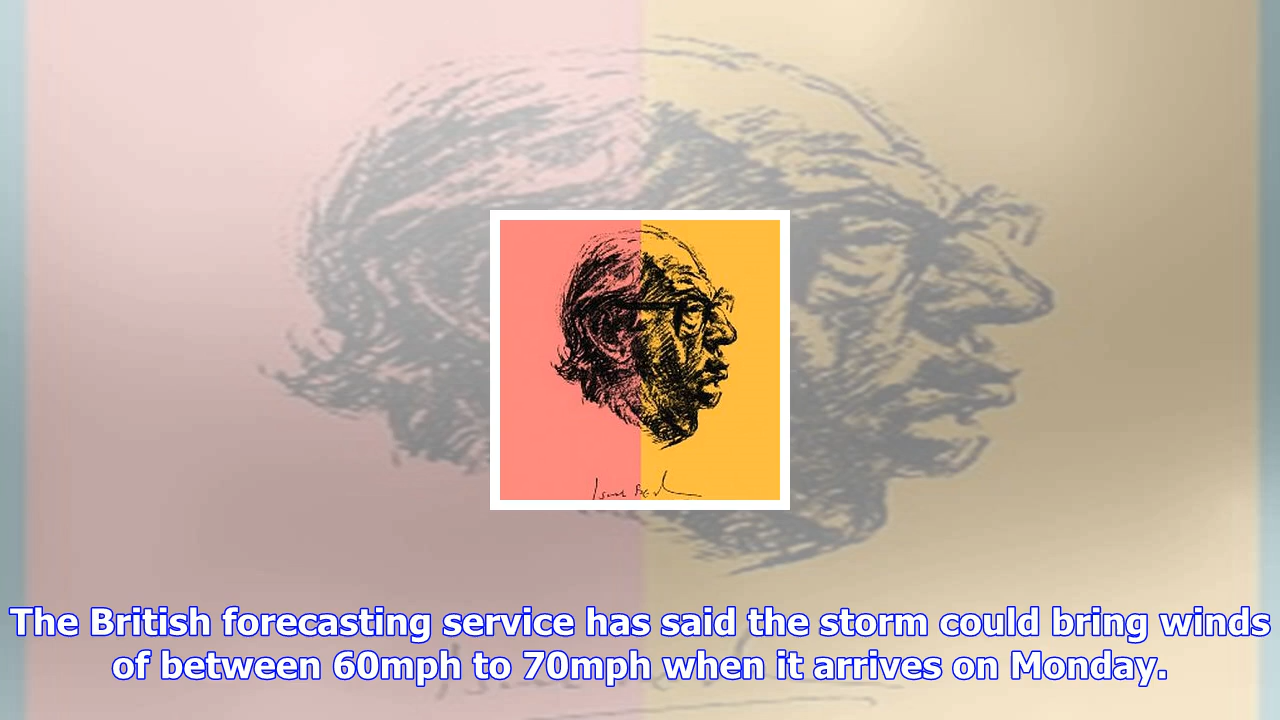 The British forecasting service has said the storm could bring winds
of between 60mph to 70mph when it arrives on Monday.